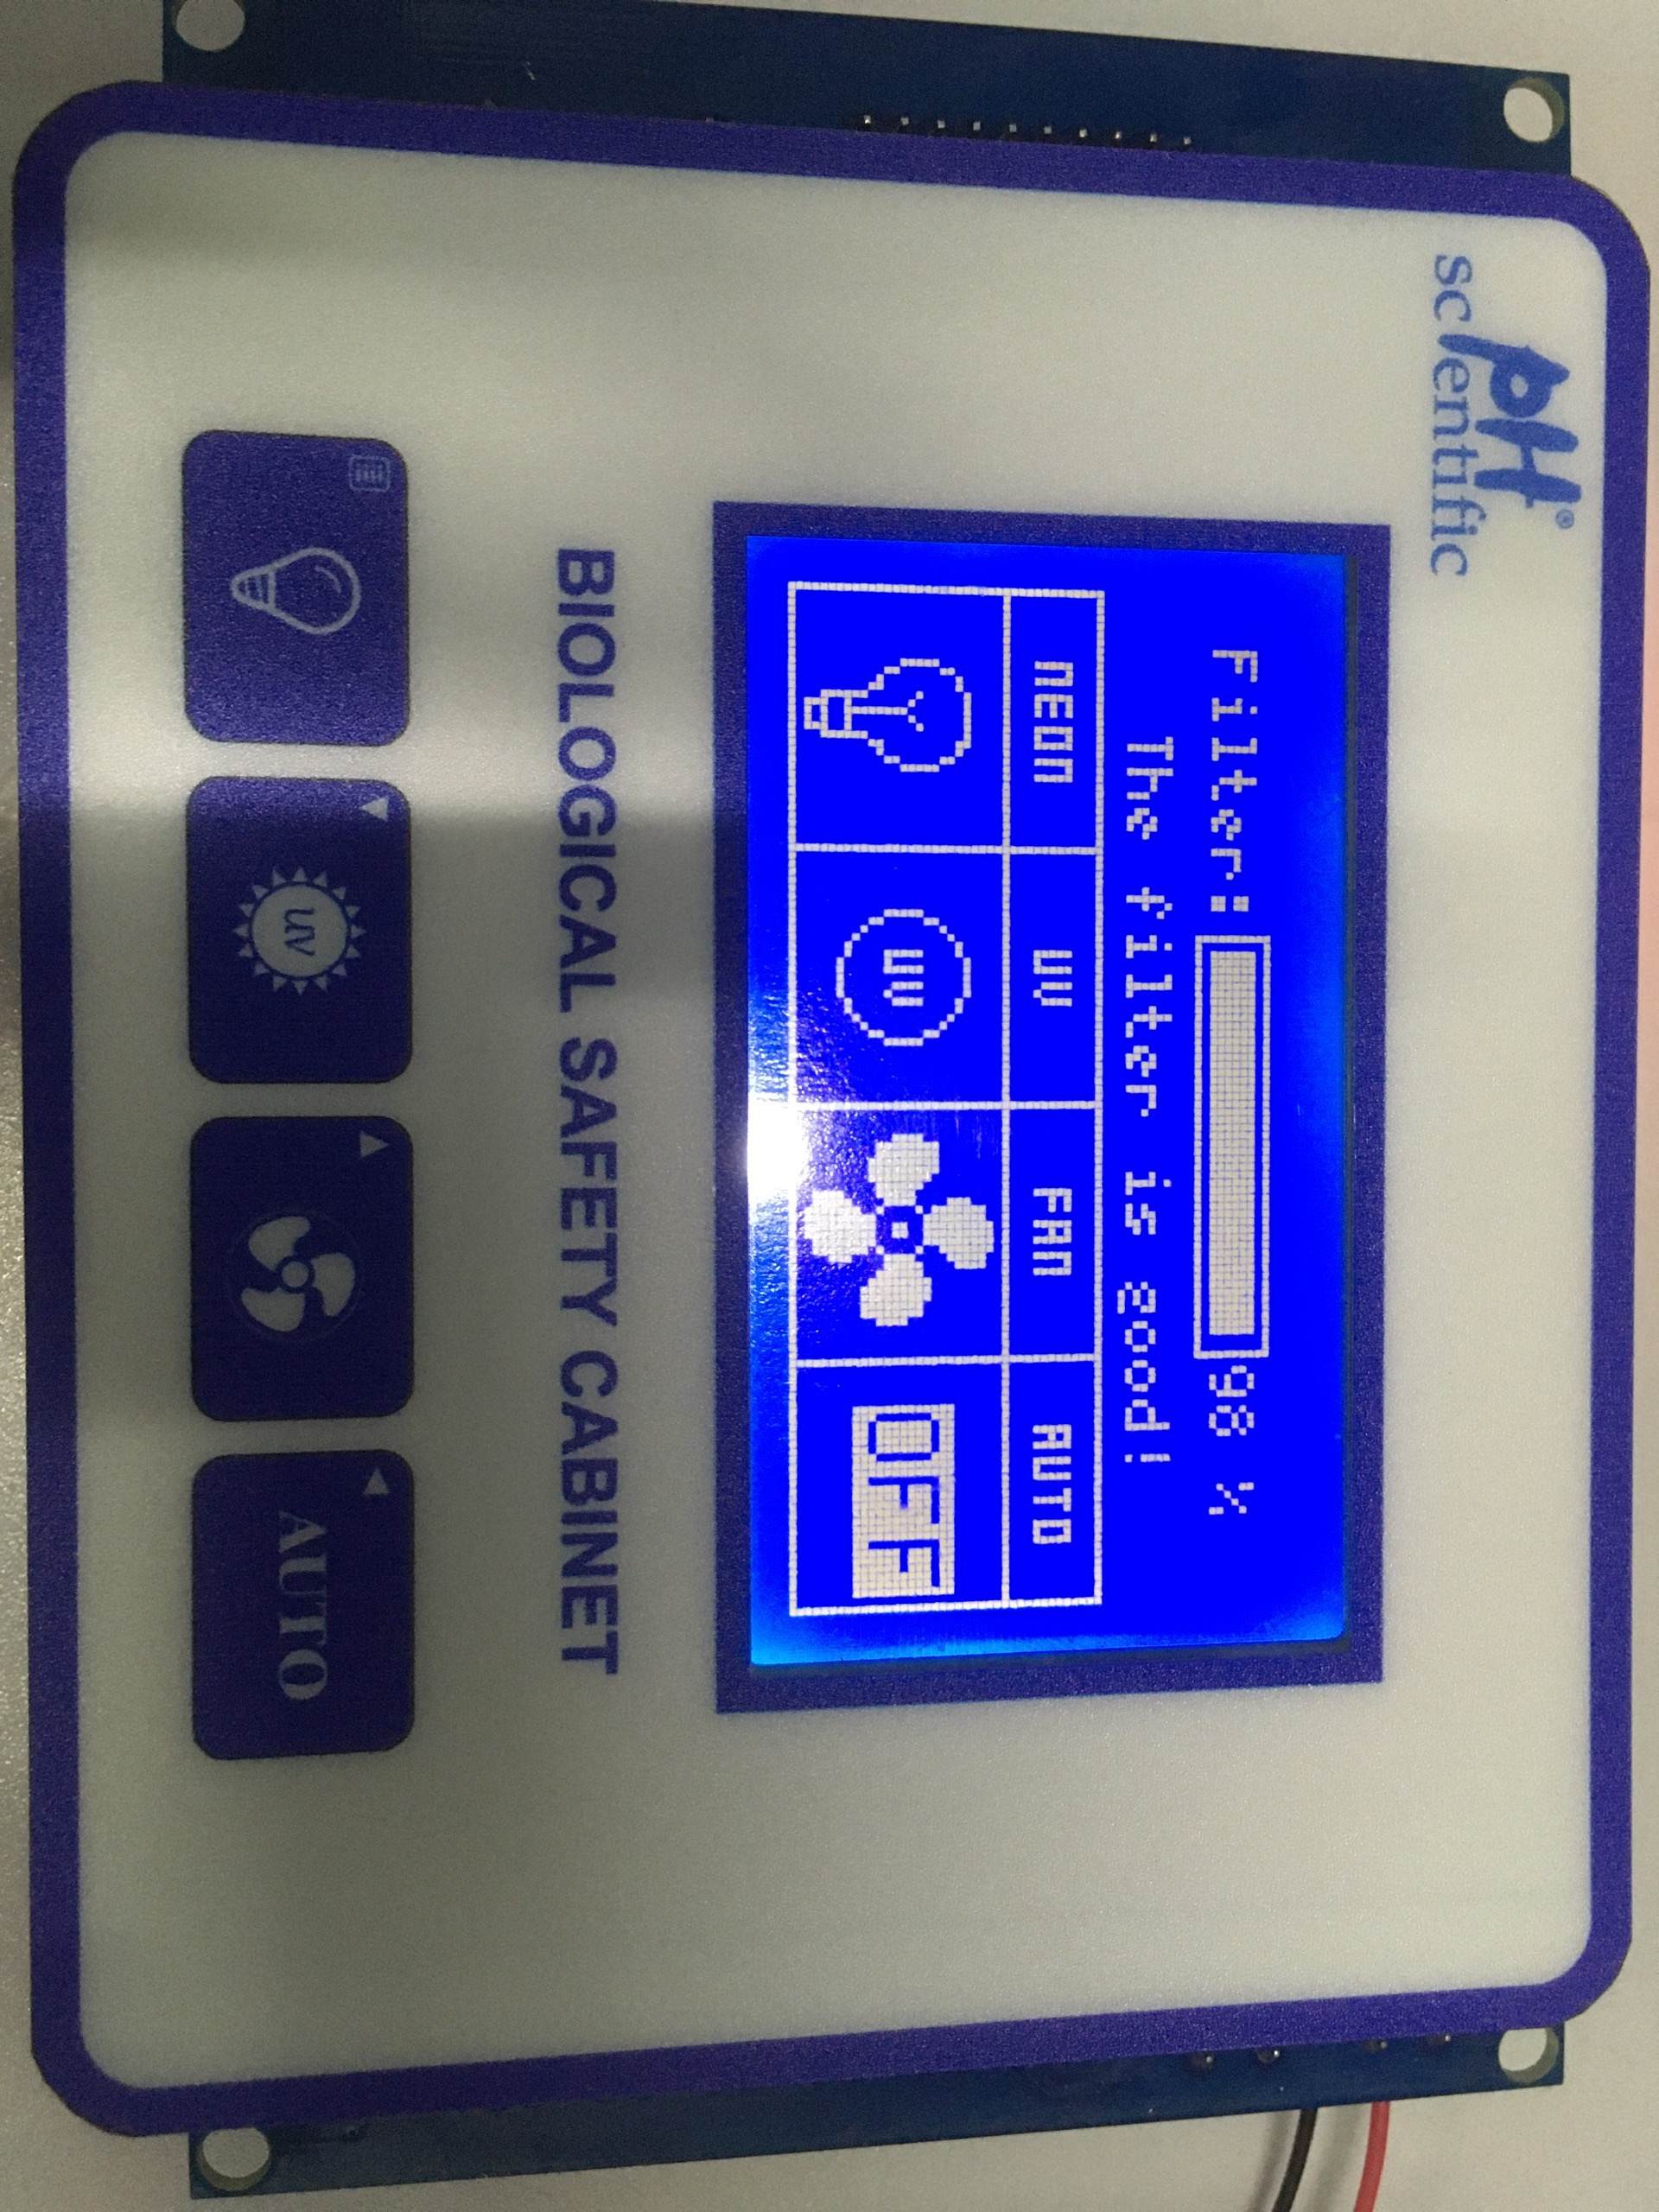 pH®
scientific
Filter: 98 %
The filter is good!
NEON UV FAN AUTO
UV OFF
BIOLOGICAL SAFETY CABINET
UV AUTO